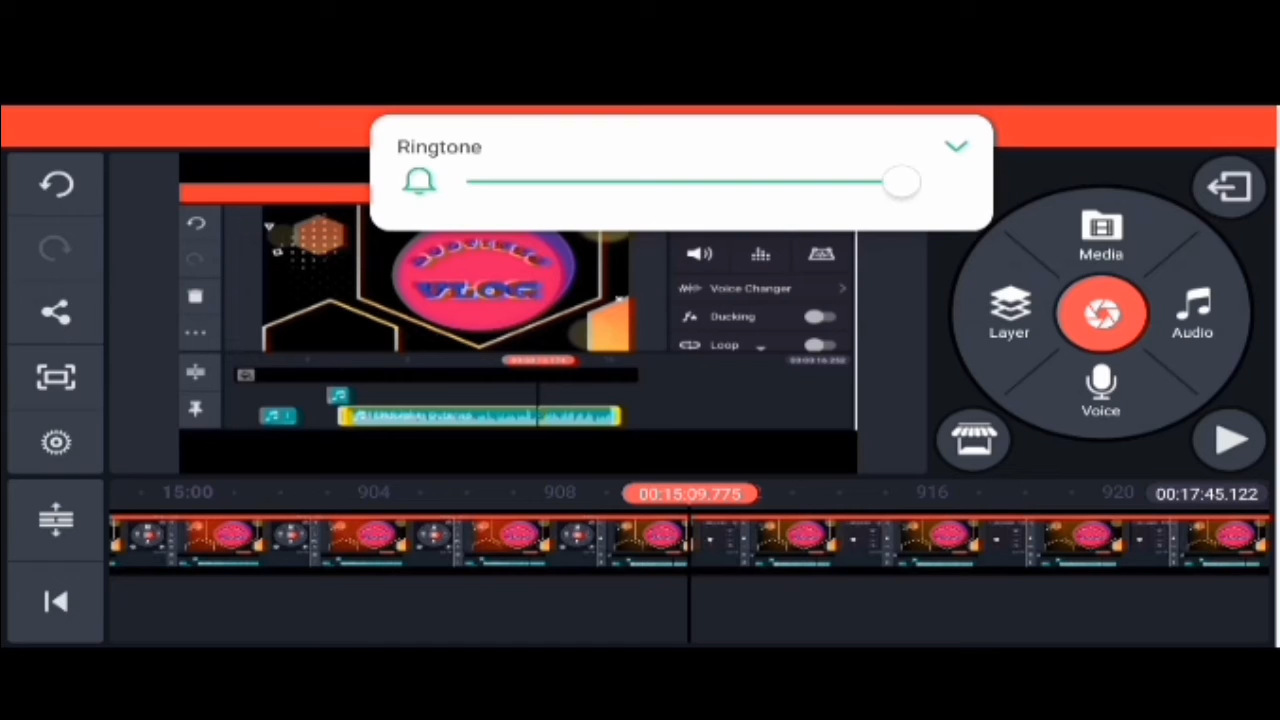 Ringtone
Media
Layer
Audio
Voice
VLOG
Voice Changer
Ducking
Loop
15:00
904
908
00:15:09.775
916
920
00:17:45.122